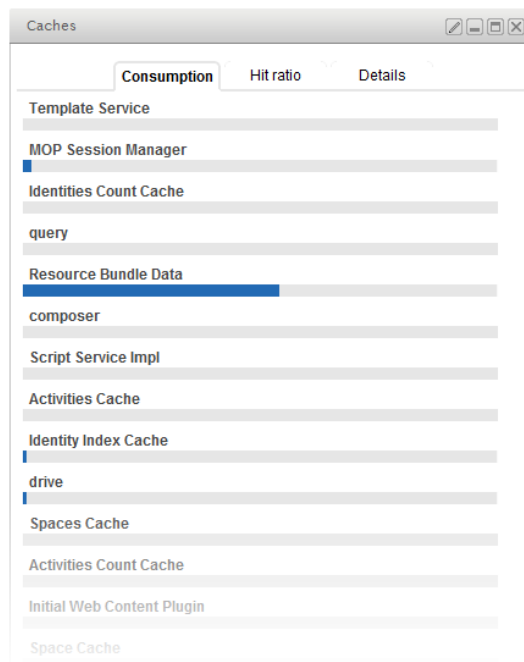 Caches
Consumption Hit ratio Details
Template Service
MOP Session Manager
Identities Count Cache
query
Resource Bundle Data
composer
Script Service Impl
Activities Cache
Identity Index Cache
drive
Spaces Cache
Activities Count Cache
Initial Web Content Plugin
Space Cache